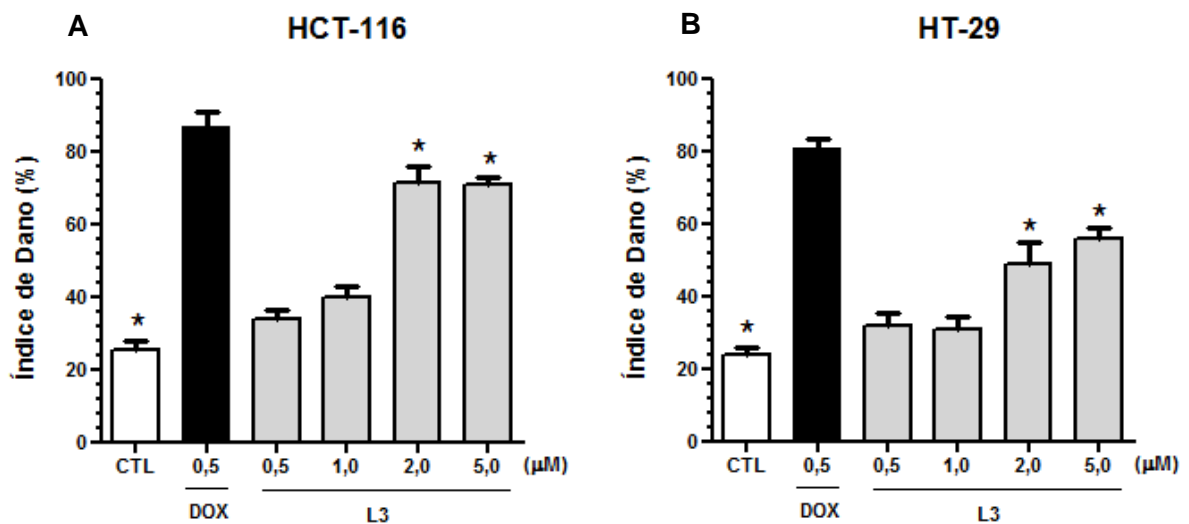 A
HCT-116
Índice de Dano (%)
100
80
60
40
20
0
*
*
*
CTL
0,5
0,5
1,0
2,0
5,0
(µM)
DOX
L3
B
HT-29
Índice de Dano (%)
100
80
60
40
20
0
*
*
*
CTL
0,5
0,5
1,0
2,0
5,0
(µM)
DOX
L3